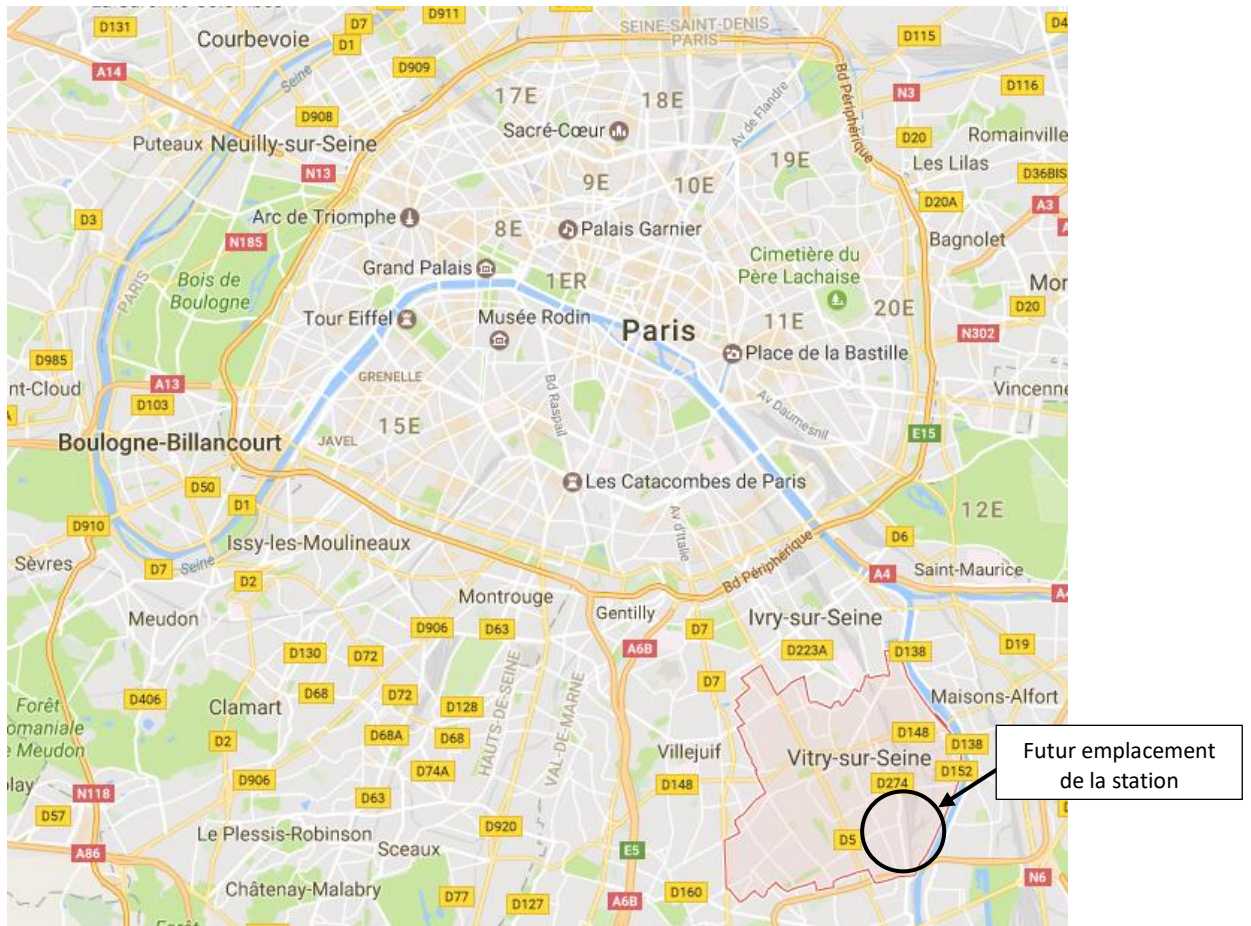 D131
D7
D911
SEINE-SAINT-DENIS
PARIS
D4
Courbevoie
D1
D115
A14
D909
Seine
17E
18E
Av de Flandre
Bd Périphérique
N3
D116
D908
Sacré-Cœur
Puteaux
Neuilly-sur-Seine
D20
Romainville
19E
Les Lilas
N13
9E
10E
D36BIS
D3
Arc de Triomphe
D20A
A3
8E
Palais Garnier
N185
Bagnolet
Cimetière du
Père Lachaise
Grand Palais
Bois de
Boulogne
1ER
Mor
PARIS
20E
D20
Tour Eiffel
Musée Rodin
Paris
11E
N302
Place de la Bastille
D985
nt-Cloud
A13
GRENELLE
Bd Raspail
Vincenne
D103
Av Daumesnil
15E
Boulogne-Billancourt
JAVEL
E15
D50
Les Catacombes de Paris
D1
12E
D910
Av d'Italie
Issy-les-Moulineaux
D6
Sèvres
D7
Seine
Bd Périphérique
A4
Saint-Maurice
D2
A4
Montrouge
Meudon
Gentilly
Ivry-sur-Seine
D906
D63
D7
D130
D72
A6B
D223A
D138
D19
D7
D406
D68
D72
Maisons-Alfort
Forêt
omaniale
e Meudon
Clamart
D128
HAUTS-DE-SEINE
VAL-DE-MARNE
D2
D68A
D68
D148
D138
Villejuif
Vitry-sur-Seine
Futur emplacement
de la station
D74A
D152
play
D906
D148
D274
N118
D63
D57
Le Plessis-Robinson
D920
D5
A86
Sceaux
E5
Châtenay-Malabry
D77
D127
A6B
D160
N6
Forêt